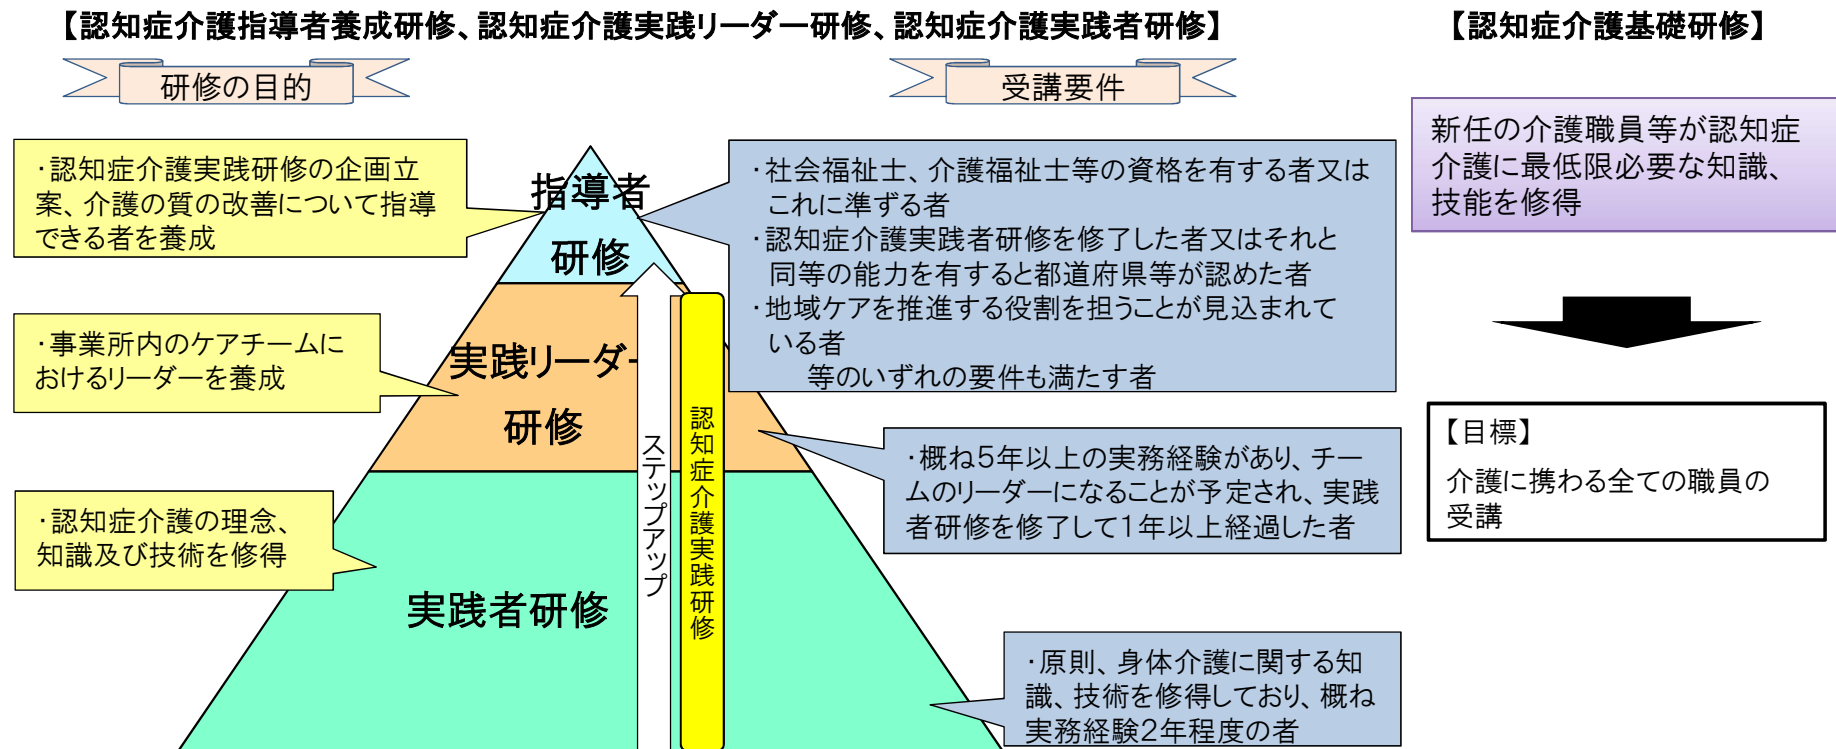 【認知症介護指導者養成研修、認知症介護実践リーダー研修、認知症介護実践者研修】
【認知症介護基礎研修】
研修の目的
受講要件
・認知症介護実践研修の企画立
案、介護の質の改善について指導
できる者を養成
指導者
研修
・社会福祉士、介護福祉士等の資格を有する者又は
これに準ずる者
・認知症介護実践者研修を修了した者又はそれと
同等の能力を有すると都道府県等が認めた者
・地域ケアを推進する役割を担うことが見込まれて
いる者
等のいずれの要件も満たす者
新任の介護職員等が認知症
介護に最低限必要な知識、
技能を修得
・事業所内のケアチームに
おけるリーダーを養成
実践リーダー
研修
・概ね5年以上の実務経験があり、チー
ムのリーダーになることが予定され、実践
者研修を修了して1年以上経過した者
【目標】
介護に携わる全ての職員の
受講
ステップアップ
認知症介護実践研修
・認知症介護の理念、
知識及び技術を修得
実践者研修
・原則、身体介護に関する知
識、技術を修得しており、概ね
実務経験2年程度の者